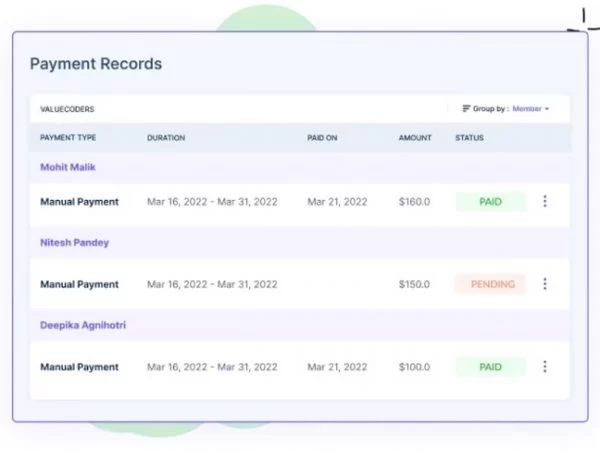 Payment Records
VALUECODERS Group by : Member
PAYMENT TYPE DURATION PAID ON AMOUNT STATUS
Mohit Malik
Manual Payment Mar 16, 2022 - Mar 31, 2022 Mar 21, 2022 $160.0 PAID
Nitesh Pandey
Manual Payment Mar 16, 2022 - Mar 31, 2022 $150.0 PENDING
Deepika Agnihotri
Manual Payment Mar 16, 2022 - Mar 31, 2022 Mar 21, 2022 $100.0 PAID